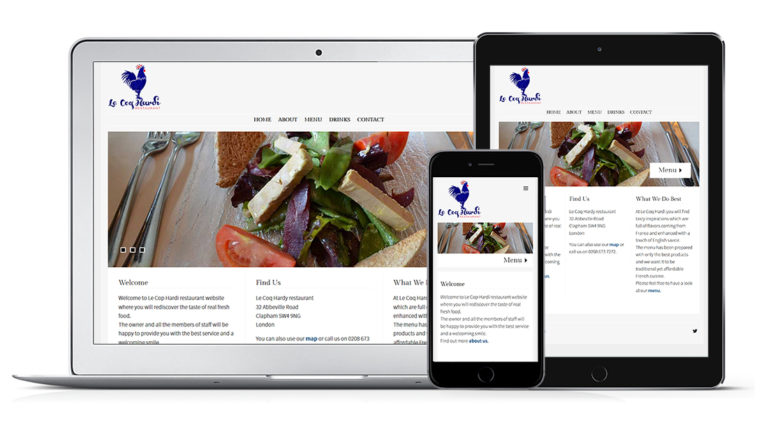 Le Coq Hardi
RESTAURANT
HOME ABOUT MENU DRINKS CONTACT
Welcome
Welcome to Le Cop Hardi restaurant website
where you will rediscover the taste of real fresh
food.
The owner and all the members of staff will be
happy to provide you with the best service and a
welcoming smile.
Find Us
Le Coq Hardy restaurant
32 Abbeville Road
Clapham SW4 9NG
London
You can also use our map or call us on 0208 673
What We
At Le Coq Hardi
which are full of
enhanced with
The menu has
products and
affordable
Le Coq Hardi
RESTAURANT
Menu
Welcome
Welcome to Le Cop Hardi restaurant
website where you will rediscover the
taste of real fresh food.
The owner and all the members of staff
will be happy to provide you with the best
service and a welcoming smile.
Find out more about us.
Le Coq Hardi
RESTAURANT
HOME ABOUT MENU DRINKS CONTACT
Menu
Find Us
Le Coq Hardy restaurant
32 Abbeville Road
Clapham SW4 9NG
London
You can also use our map or
call us on 0208 673 7372.
What We Do Best
At Le Coq Hardi you will find
tasty inspirations which are
full of flavors coming from
France and enhanced with a
touch of English savoir.
The menu has been prepared
with only the best products
and we want it to be
traditional yet affordable
French cuisine.
Please feel free to have a look
at our menu.